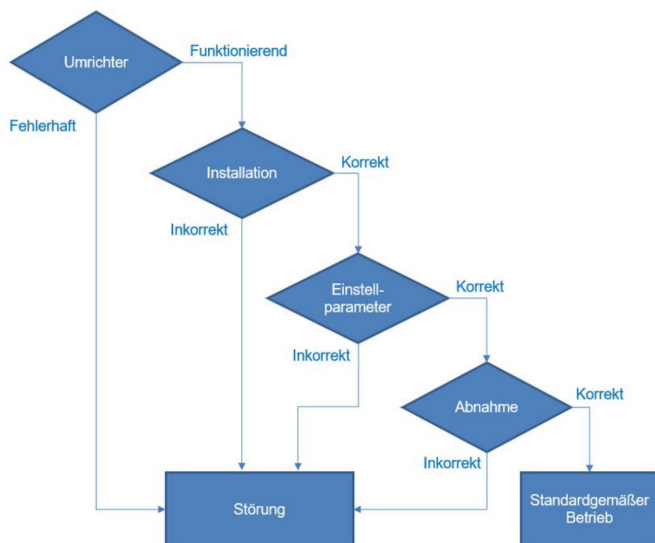 Umrichter
Funktionierend
Fehlerhaft
Installation
Korrekt
Inkorrekt
Einstell-
parameter
Korrekt
Inkorrekt
Abnahme
Korrekt
Inkorrekt
Störung
Standardgemäßer
Betrieb